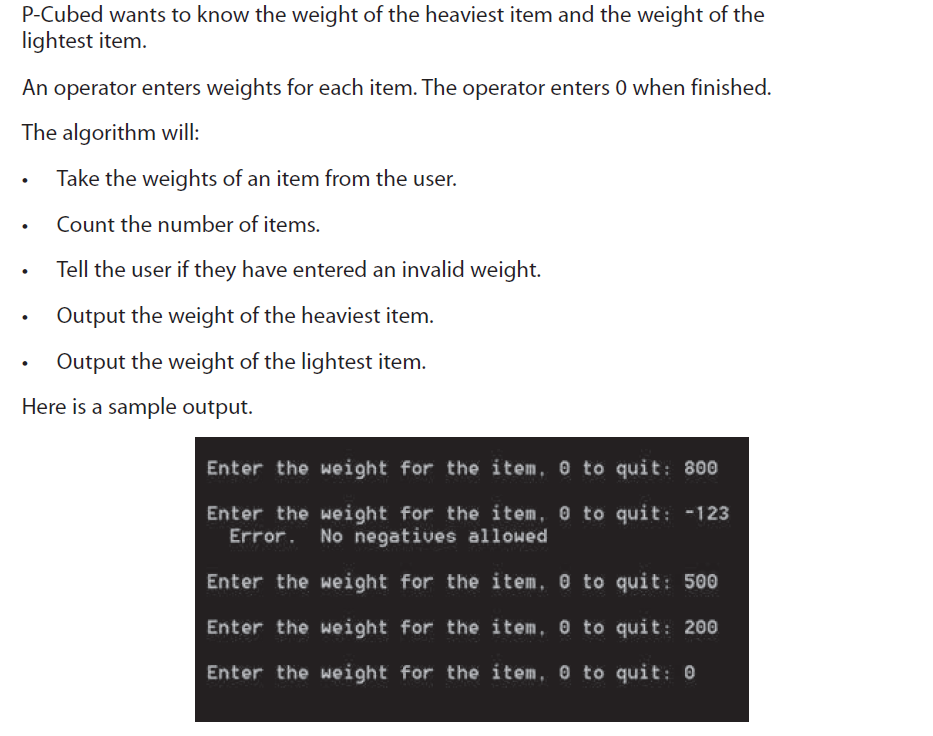 P-Cubed wants to know the weight of the heaviest item and the weight of the
lightest item.
An operator enters weights for each item. The operator enters 0 when finished.
The algorithm will:
• Take the weights of an item from the user.
• Count the number of items.
• Tell the user if they have entered an invalid weight.
• Output the weight of the heaviest item.
• Output the weight of the lightest item.
Here is a sample output.
Enter the weight for the item, 0 to quit: 800
Enter the weight for the item, 0 to quit: -123
Error.  No negatives allowed
Enter the weight for the item, 0 to quit: 500
Enter the weight for the item, 0 to quit: 200
Enter the weight for the item, 0 to quit: 0